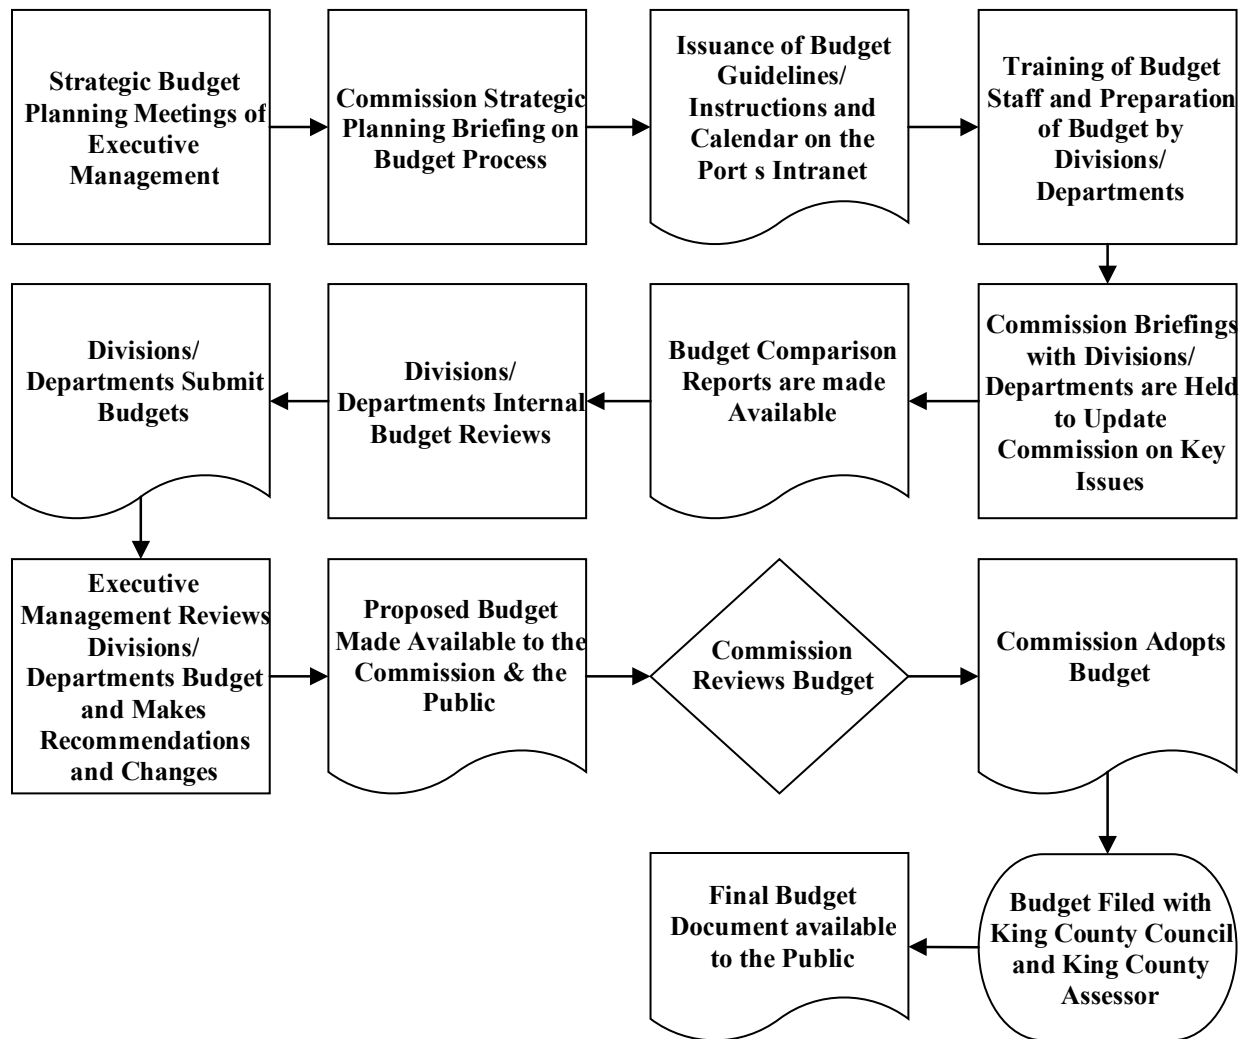 Strategic Budget
Planning Meetings of
Executive
Management
Commission Strategic
Planning Briefing on
Budget Process
Issuance of Budget
Guidelines/
Instructions and
Calendar on the
Port s Intranet
Training of Budget
Staff and Preparation
of Budget by
Divisions/
Departments
Commission Briefings
with Divisions/
Departments are Held
to Update
Commission on Key
Issues
Budget Comparison
Reports are made
Available
Divisions/
Departments Internal
Budget Reviews
Divisions/
Departments Submit
Budgets
Executive
Management Reviews
Divisions/
Departments Budget
and Makes
Recommendations
and Changes
Proposed Budget
Made Available to the
Commission & the
Public
Commission
Reviews Budget
Commission Adopts
Budget
Budget Filed with
King County Council
and King County
Assessor
Final Budget
Document available
to the Public